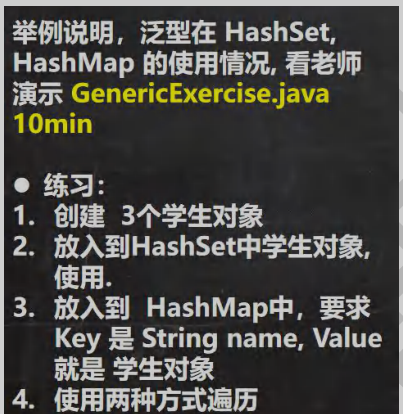 举例说明，泛型在 HashSet,
HashMap 的使用情况, 看老师
演示 GenericExercise.java
10min
● 练习：
1. 创建 3个学生对象
2. 放入到HashSet中学生对象,
使用.
3. 放入到 HashMap中，要求
Key 是 String name, Value
就是 学生对象
4. 使用两种方式遍历